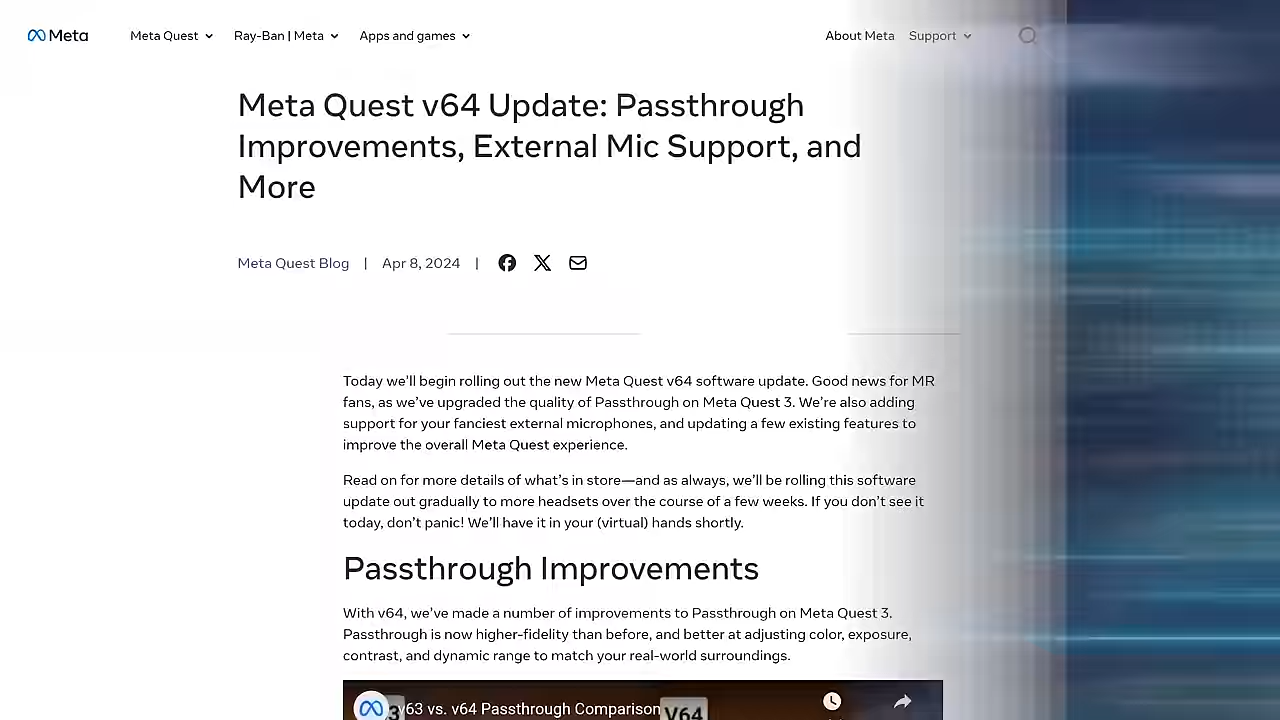 Meta
Meta Quest
Ray-Ban | Meta
Apps and games
About Meta
Support
Meta Quest v64 Update: Passthrough
Improvements, External Mic Support, and
More
Meta Quest Blog | Apr 8, 2024 |
Today we’ll begin rolling out the new Meta Quest v64 software update. Good news for MR
fans, as we’ve upgraded the quality of Passthrough on Meta Quest 3. We’re also adding
support for your fanciest external microphones, and updating a few existing features to
improve the overall Meta Quest experience.
Read on for more details of what’s in store—and as always, we’ll be rolling this software
update out gradually to more headsets over the course of a few weeks. If you don’t see it
today, don’t panic! We’ll have it in your (virtual) hands shortly.
Passthrough Improvements
With v64, we’ve made a number of improvements to Passthrough on Meta Quest 3.
Passthrough is now higher-fidelity than before, and better at adjusting color, exposure,
contrast, and dynamic range to match your real-world surroundings.
v63 vs. v64 Passthrough Comparison
V64